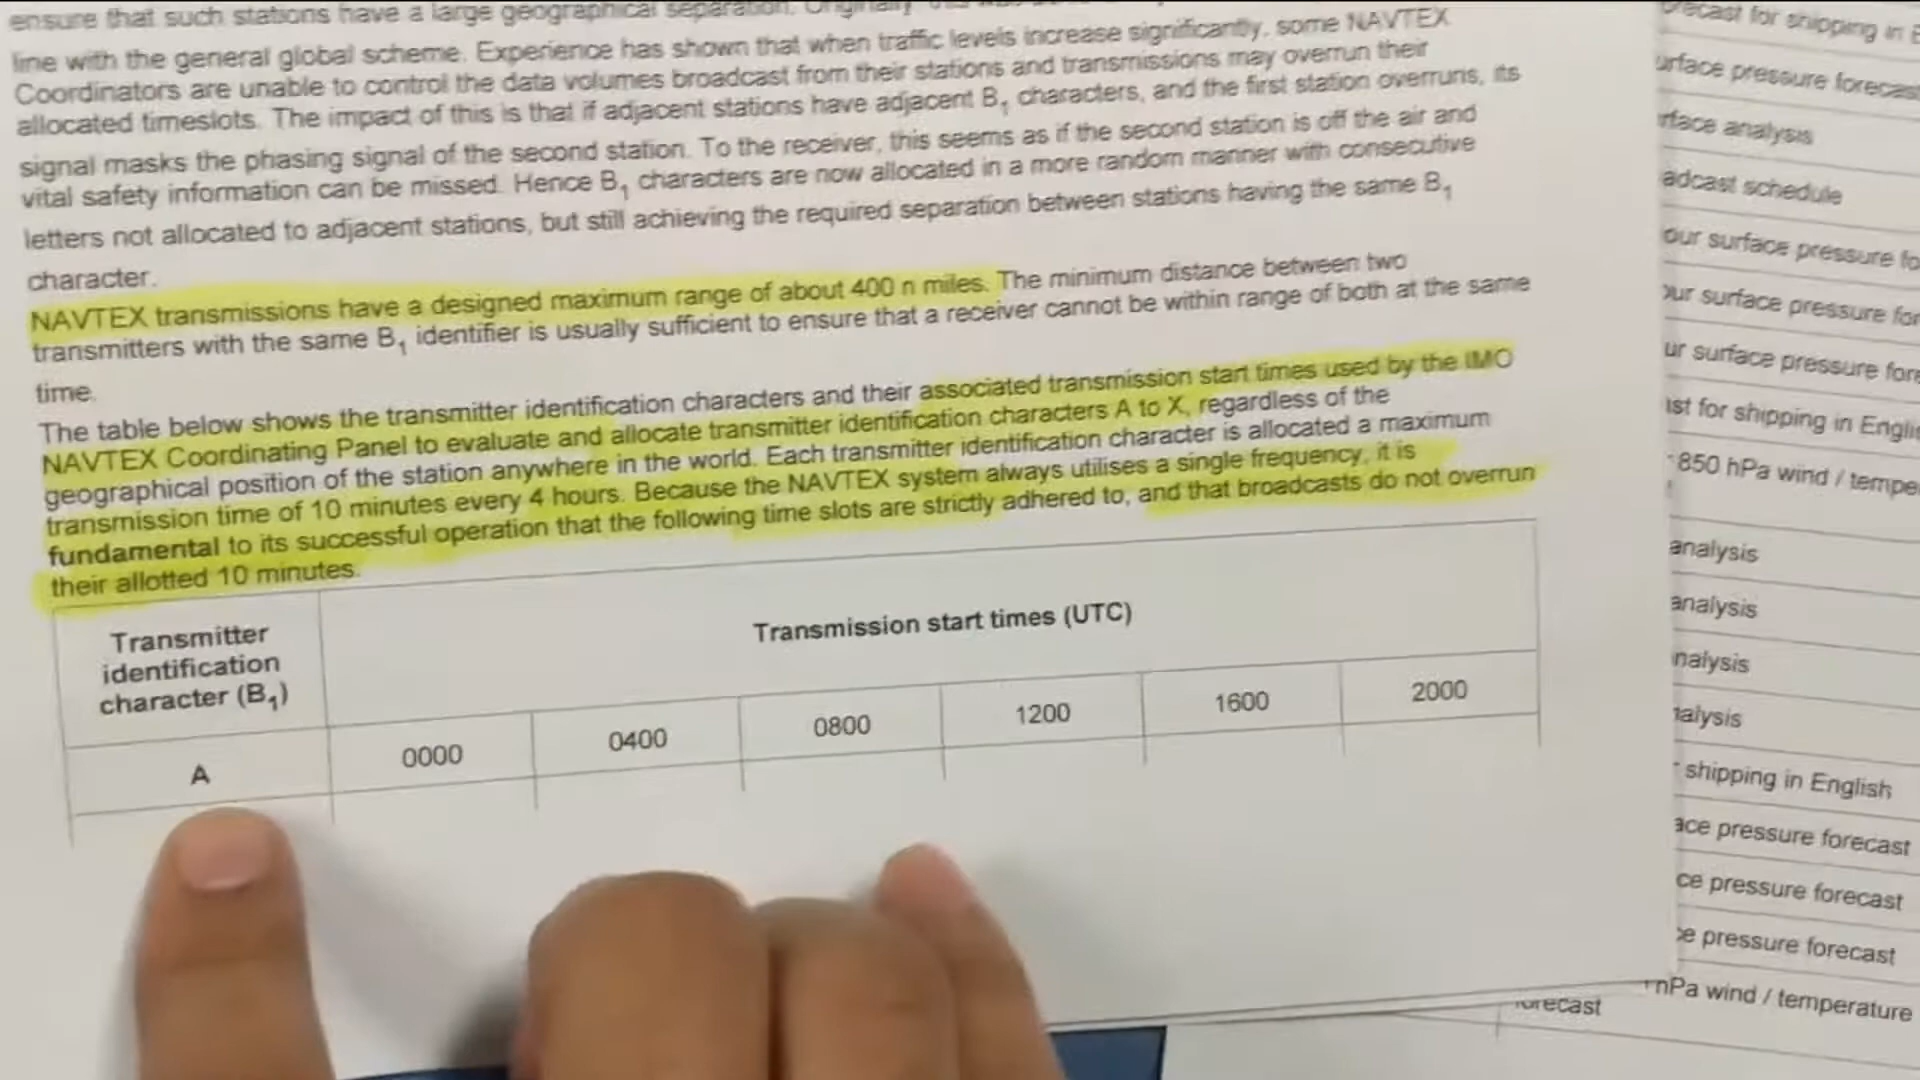 ensure that such stations have a large geographical separation. Originally
line with the general global scheme. Experience has shown that when traffic levels increase significantly, some NAVTEX
Coordinators are unable to control the data volumes broadcast from their stations and transmissions may overrun their
allocated timeslots. The impact of this is that if adjacent stations have adjacent B₁ characters, and the first station overruns, its
signal masks the phasing signal of the second station. To the receiver, this seems as if the second station is off the air and
vital safety information can be missed. Hence B₁ characters are now allocated in a more random manner with consecutive
letters not allocated to adjacent stations, but still achieving the required separation between stations having the same B₁
character.
NAVTEX transmissions have a designed maximum range of about 400 n miles. The minimum distance between two
transmitters with the same B₁ identifier is usually sufficient to ensure that a receiver cannot be within range of both at the same
time.
The table below shows the transmitter identification characters and their associated transmission start times used by the IMO
NAVTEX Coordinating Panel to evaluate and allocate transmitter identification characters A to X, regardless of the
geographical position of the station anywhere in the world. Each transmitter identification character is allocated a maximum
transmission time of 10 minutes every 4 hours. Because the NAVTEX system always utilises a single frequency, it is
fundamental to its successful operation that the following time slots are strictly adhered to, and that broadcasts do not overrun
their allotted 10 minutes.
Transmitter
identification
character (B₁)
Transmission start times (UTC)
A 0000 0400 0800 1200 1600 2000
forecast for shipping in
surface pressure forecast
analysis
schedule
surface pressure
surface pressure
surface pressure
for shipping in
850 hPa wind /
analysis
analysis
analysis
analysis
shipping in English
pressure forecast
pressure forecast
pressure forecast
hPa wind / temperature
forecast